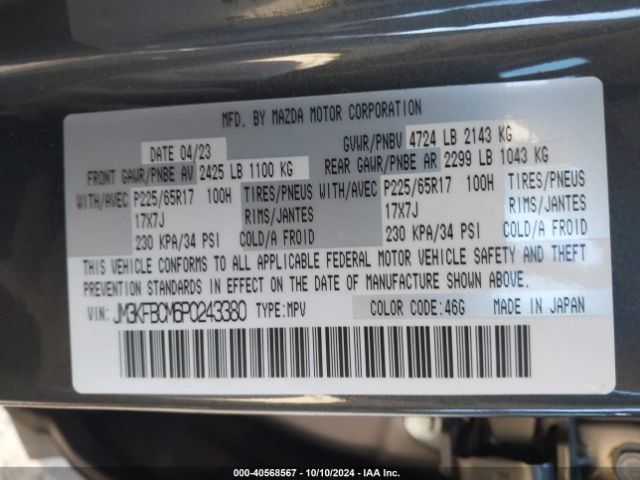 MFD. BY MAZDA MOTOR CORPORATION
DATE 04/23 GVWR/PNBV 4724 LB 2143 KG
FRONT GAWR/PNBE AV 2425 LB 1100 KG REAR GAWR/PNBE AR 2299 LB 1043 KG
WITH/AVEC P225/65R17 100H TIRES/PNEUS WITH/AVEC P225/65R17 100H TIRES/PNEUS
17X7J RIMS/JANTES 17X7J RIMS/JANTES
230 KPA/34 PSI COLD/A FROID 230 KPA/34 PSI COLD/A FROID
THIS VEHICLE CONFORMS TO ALL APPLICABLE FEDERAL MOTOR VEHICLE SAFETY AND THEFT
PREVENTION STANDARDS IN EFFECT ON THE DATE OF MANUFACTURE SHOWN ABOVE.
VIN: JM3KFBCM6P0243380 TYPE:MPV COLOR CODE:46G MADE IN JAPAN
000-40568567 - 10/10/2024 - IAA Inc.